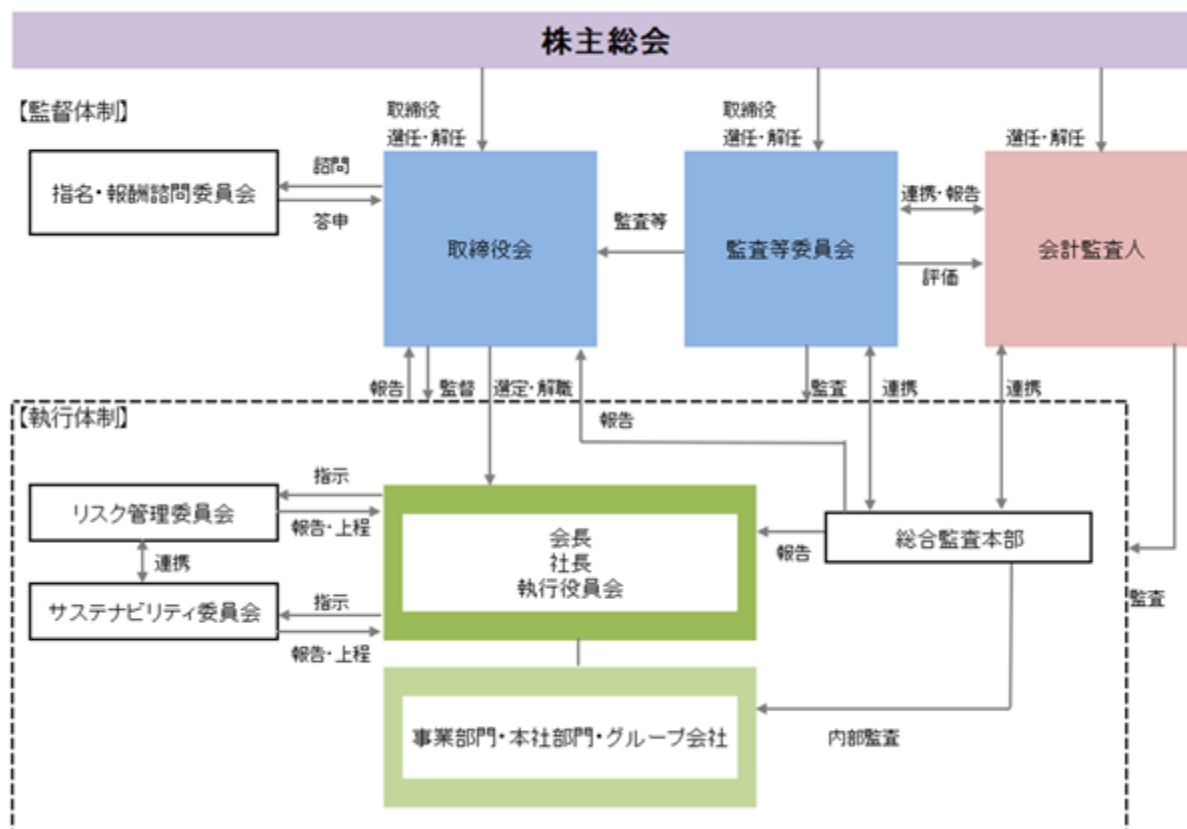 株主総会
【監督体制】
取締役
選任・解任
取締役
選任・解任
選任・解任
指名・報酬諮問委員会
諮問
答申
取締役会
監査等
監査等委員会
連携・報告
評価
会計監査人
報告
監督
選定・解職
報告
監査
連携
連携
監査
【執行体制】
リスク管理委員会
指示
報告・上程
連携
サステナビリティ委員会
指示
報告・上程
会長
社長
執行役員会
報告
総合監査本部
事業部門・本社部門・グループ会社
内部監査